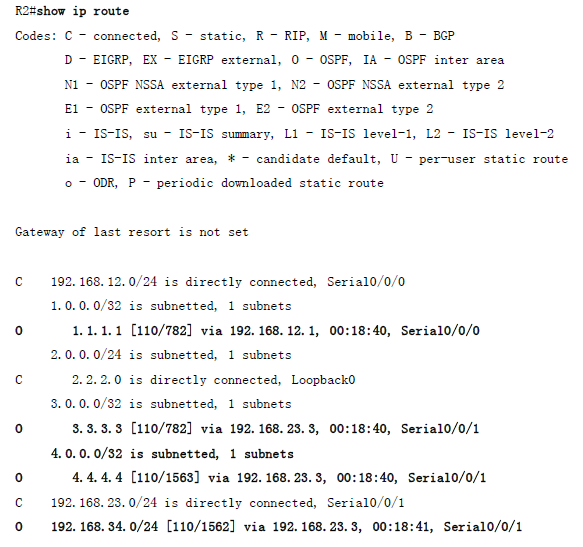 R2#show ip route
Codes: C - connected, S - static, R - RIP, M - mobile, B - BGP
D - EIGRP, EX - EIGRP external, O - OSPF, IA - OSPF inter area
N1 - OSPF NSSA external type 1, N2 - OSPF NSSA external type 2
E1 - OSPF external type 1, E2 - OSPF external type 2
i - IS-IS, su - IS-IS summary, L1 - IS-IS level-1, L2 - IS-IS level-2
ia - IS-IS inter area, * - candidate default, U - per-user static route
o - ODR, P - periodic downloaded static route
Gateway of last resort is not set
C 192.168.12.0/24 is directly connected, Serial0/0/0
1.0.0.0/32 is subnetted, 1 subnets
O 1.1.1.1 [110/782] via 192.168.12.1, 00:18:40, Serial0/0/0
2.0.0.0/24 is subnetted, 1 subnets
C 2.2.2.0 is directly connected, Loopback0
3.0.0.0/32 is subnetted, 1 subnets
O 3.3.3.3 [110/782] via 192.168.23.3, 00:18:40, Serial0/0/1
4.0.0.0/32 is subnetted, 1 subnets
O 4.4.4.4 [110/1563] via 192.168.23.3, 00:18:40, Serial0/0/1
C 192.168.23.0/24 is directly connected, Serial0/0/1
O 192.168.34.0/24 [110/1562] via 192.168.23.3, 00:18:41, Serial0/0/1